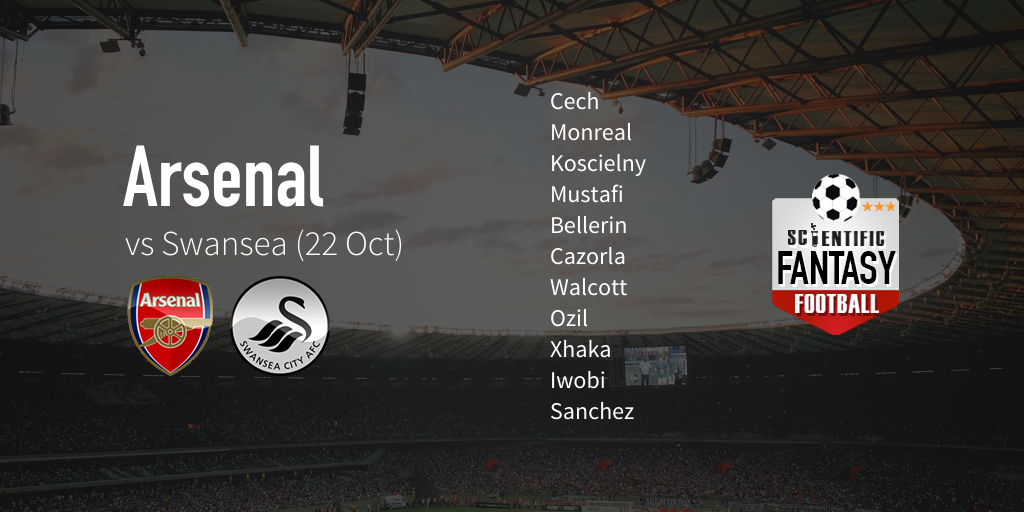 Arsenal
vs Swansea (22 Oct)
Arsenal
SWANSEA CITY AFC
Cech
Monreal
Koscielny
Mustafi
Bellerin
Cazorla
Walcott
Ozil
Xhaka
Iwobi
Sanchez
SCIENTIFIC
FANTASY
FOOTBALL